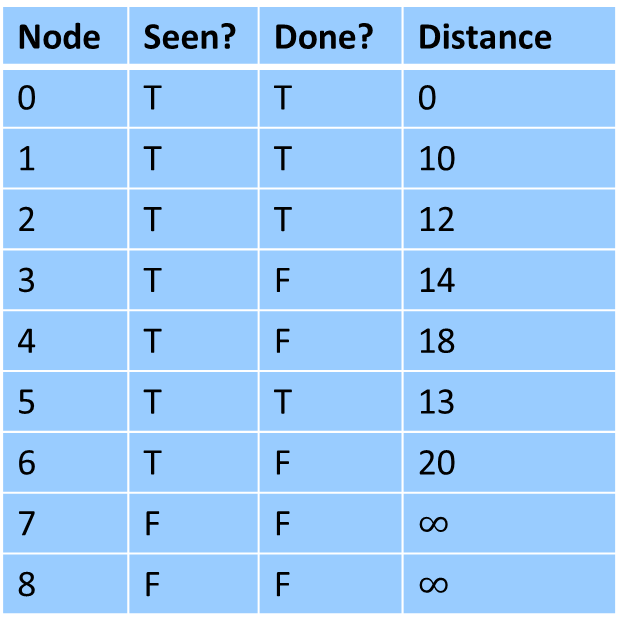 Node Seen? Done? Distance
0 T T 0
1 T T 10
2 T T 12
3 T F 14
4 T F 18
5 T T 13
6 T F 20
7 F F ∞
8 F F ∞